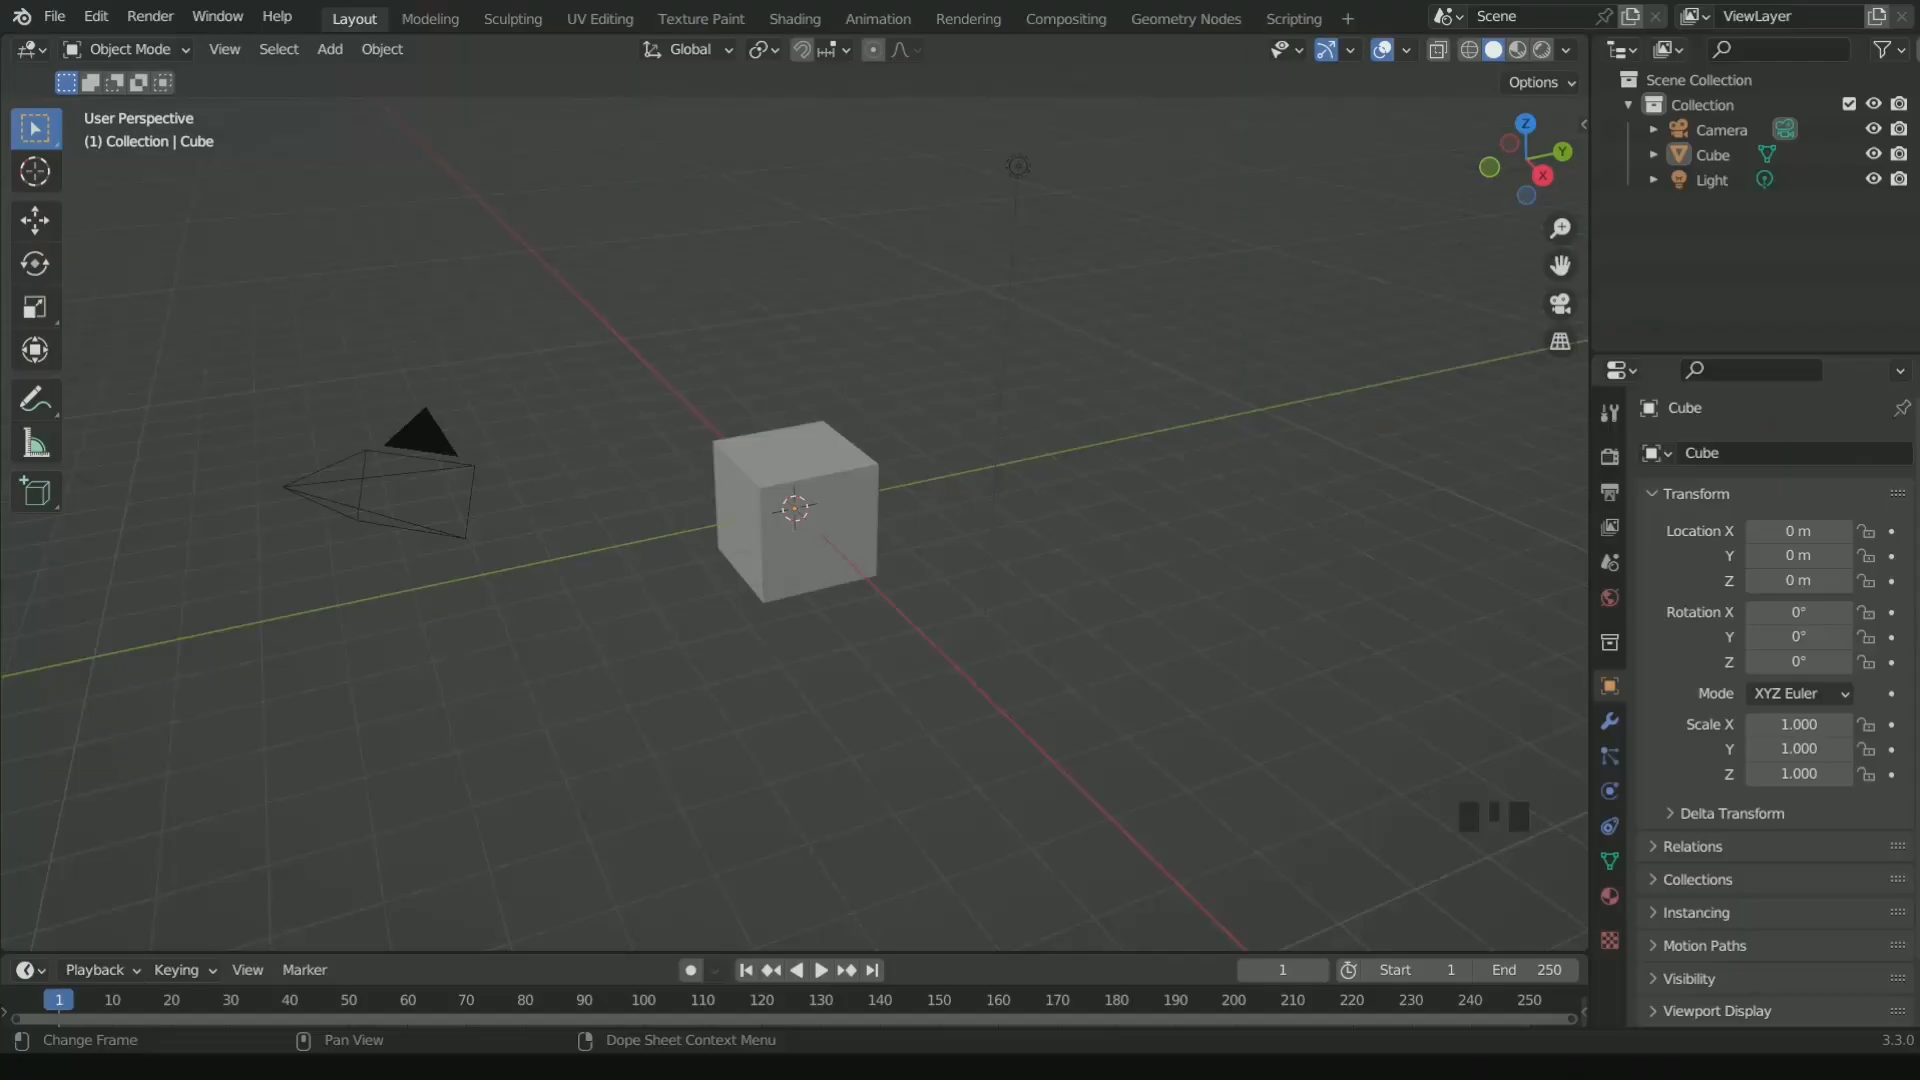 File Edit Render Window Help Layout Modeling Sculpting UV Editing Texture Paint Shading Animation Rendering Compositing Geometry Nodes Scripting + Scene ViewLayer
Object Mode View Select Add Object Global
Options
User Perspective
(1) Collection | Cube
Z
Y
X
Scene Collection
Collection
Camera
Cube
Light
Cube
Cube
Transform
Location X 0 m
Y 0 m
Z 0 m
Rotation X 0°
Y 0°
Z 0°
Mode XYZ Euler
Scale X 1.000
Y 1.000
Z 1.000
Delta Transform
Relations
Collections
Instancing
Motion Paths
Visibility
Viewport Display
Playback Keying View Marker 1 Start 1 End 250
1 10 20 30 40 50 60 70 80 90 100 110 120 130 140 150 160 170 180 190 200 210 220 230 240 250
Change Frame Pan View Dope Sheet Context Menu 3.3.0